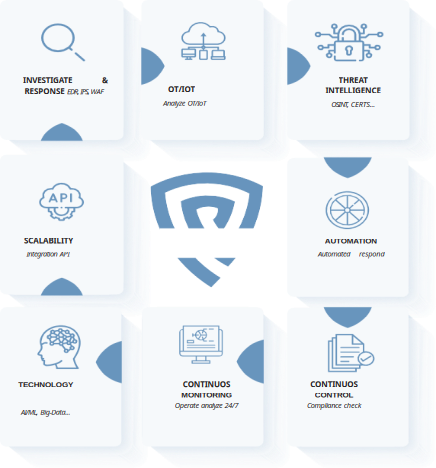 INVESTIGATE &
RESPONSE EDR, IPS, WAF
OT/IOT
Analyze OT/IoT
THREAT
INTELLIGENCE
OSINT, CERTS...
API
SCALABILITY
Integration API
AUTOMATION
Automated respond
TECHNOLOGY
AI/ML, Big-Data...
CONTINUOS
MONITORING
Operate analyze 24/7
CONTINUOS
CONTROL
Compliance check